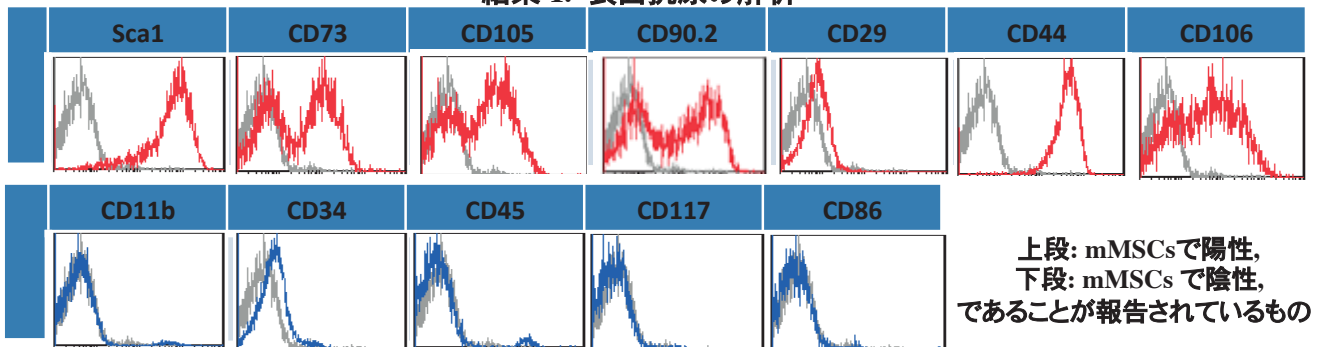 Sca1 CD73 CD105 CD90.2 CD29 CD44 CD106
CD11b CD34 CD45 CD117 CD86
上段: mMSCsで陽性,
下段: mMSCs で陰性,
であることが報告されているもの